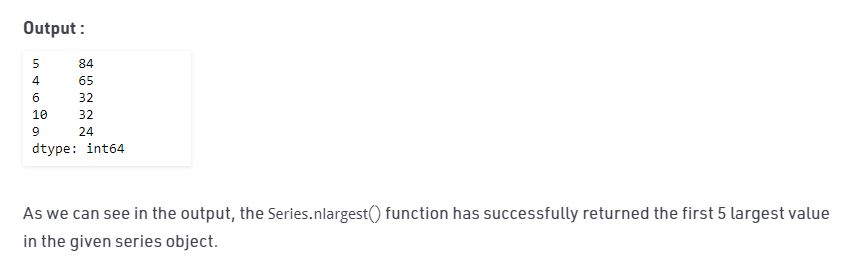 Output :
5     84
4     65
6     32
10    32
9     24
dtype: int64
As we can see in the output, the Series.nlargest() function has successfully returned the first 5 largest value
in the given series object.